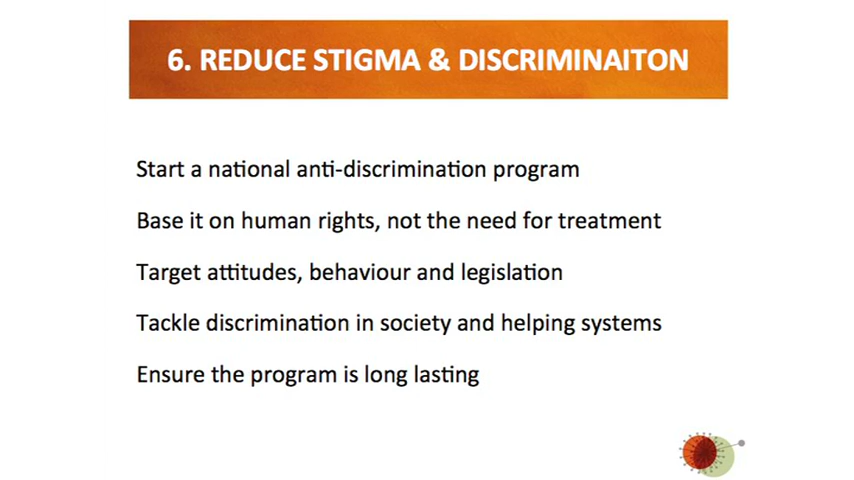 6. REDUCE STIGMA & DISCRIMINAITON
Start a national anti-discrimination program
Base it on human rights, not the need for treatment
Target attitudes, behaviour and legislation
Tackle discrimination in society and helping systems
Ensure the program is long lasting